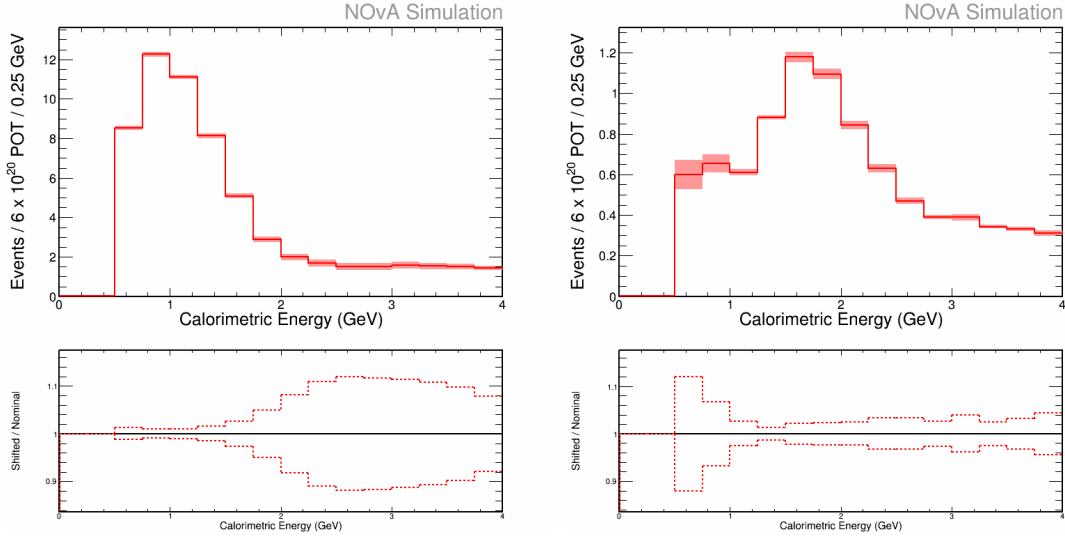 NOvA Simulation
Events / 6 x 10²⁰ POT / 0.25 GeV
12
10
8
6
4
2
0
0 1 2 3 4
Calorimetric Energy (GeV)
Shifted / Nominal
1.1
1
0.9
0 1 2 3 4
Calorimetric Energy (GeV)
NOvA Simulation
Events / 6 x 10²⁰ POT / 0.25 GeV
1.2
1
0.8
0.6
0.4
0.2
0
0 1 2 3 4
Calorimetric Energy (GeV)
Shifted / Nominal
1.1
1
0.9
0 1 2 3 4
Calorimetric Energy (GeV)